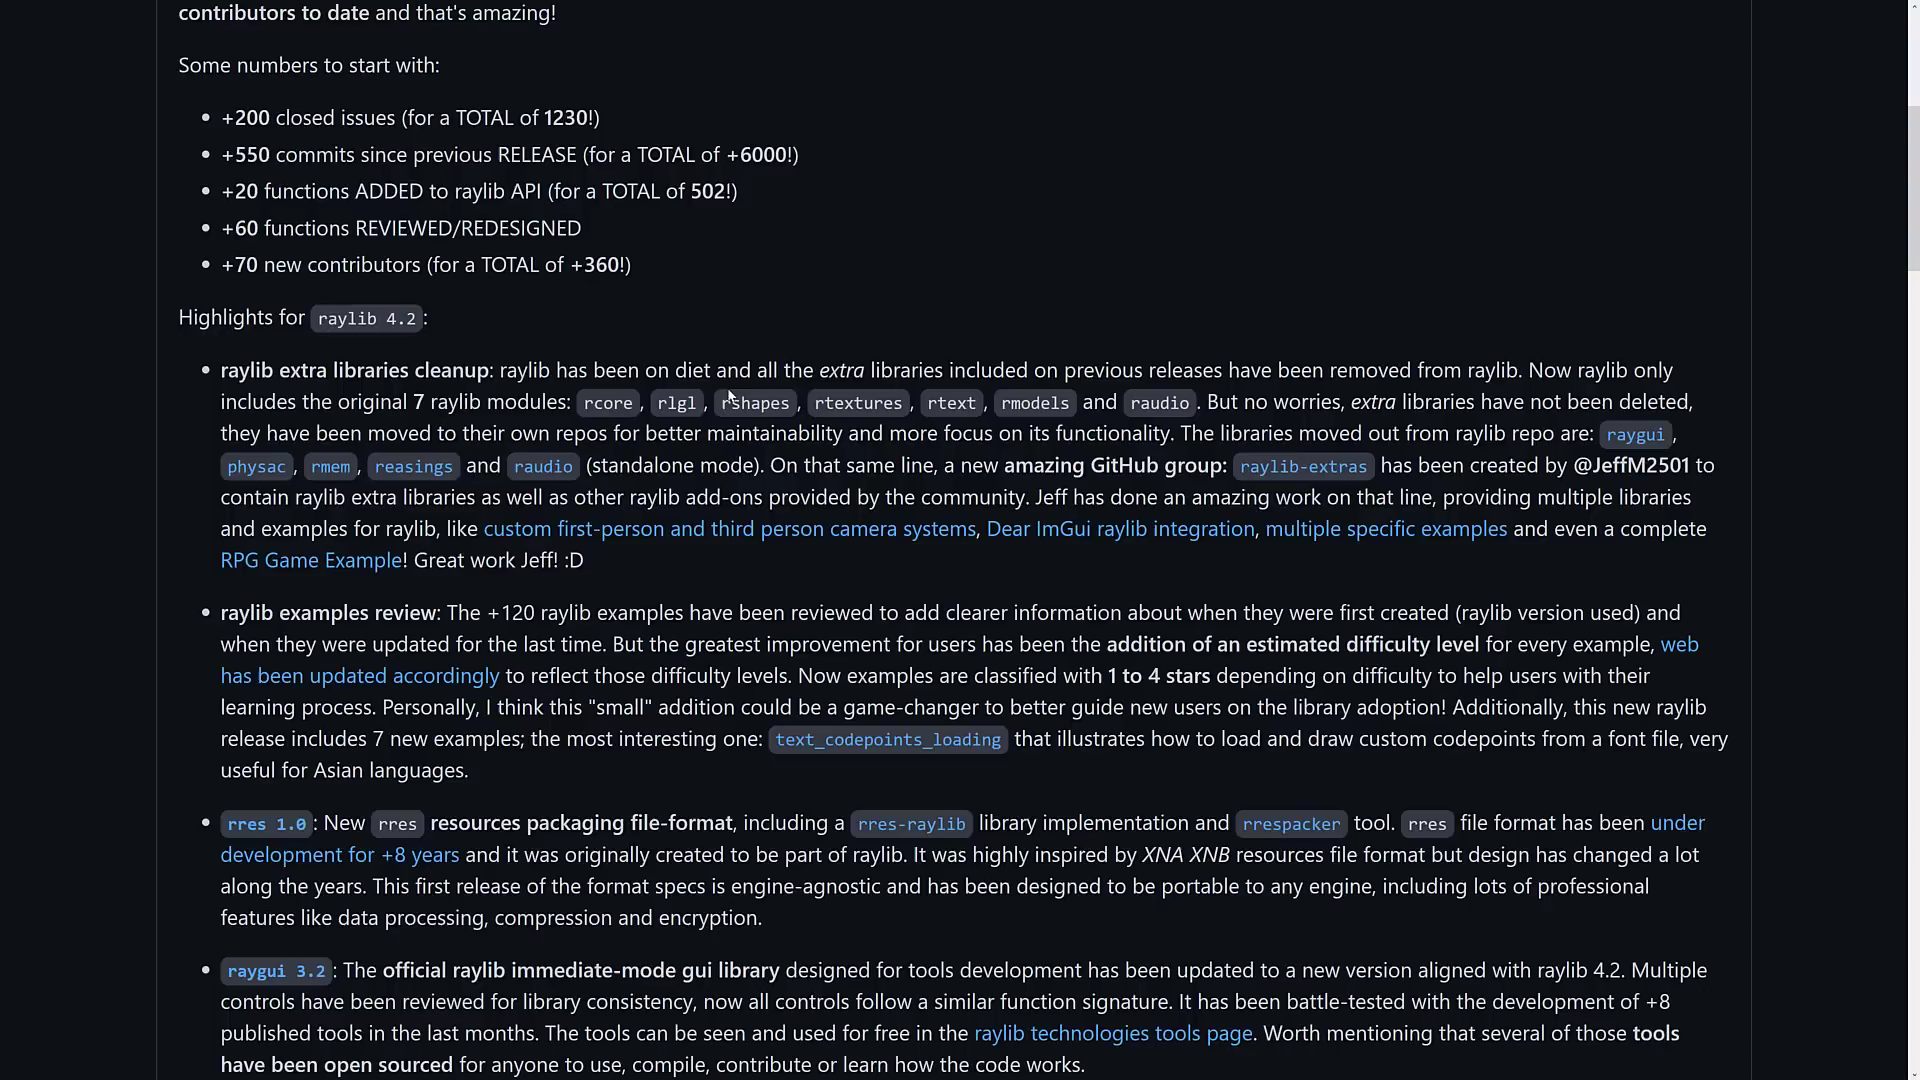 contributors to date and that's amazing!
Some numbers to start with:
• +200 closed issues (for a TOTAL of 1230!)
• +550 commits since previous RELEASE (for a TOTAL of +6000!)
• +20 functions ADDED to raylib API (for a TOTAL of 502!)
• +60 functions REVIEWED/REDESIGNED
• +70 new contributors (for a TOTAL of +360!)
Highlights for raylib 4.2:
• raylib extra libraries cleanup: raylib has been on diet and all the extra libraries included on previous releases have been removed from raylib. Now raylib only
includes the original 7 raylib modules: rcore, rlgl, rshapes, rtextures, rtext, rmodels and raudio. But no worries, extra libraries have not been deleted,
they have been moved to their own repos for better maintainability and more focus on its functionality. The libraries moved out from raylib repo are: raygui,
physac, rmem, reasings and raudio (standalone mode). On that same line, a new amazing GitHub group: raylib-extras has been created by @JeffM2501 to
contain raylib extra libraries as well as other raylib add-ons provided by the community. Jeff has done an amazing work on that line, providing multiple libraries
and examples for raylib, like custom first-person and third person camera systems, Dear ImGui raylib integration, multiple specific examples and even a complete
RPG Game Example! Great work Jeff! :D
• raylib examples review: The +120 raylib examples have been reviewed to add clearer information about when they were first created (raylib version used) and
when they were updated for the last time. But the greatest improvement for users has been the addition of an estimated difficulty level for every example, web
has been updated accordingly to reflect those difficulty levels. Now examples are classified with 1 to 4 stars depending on difficulty to help users with their
learning process. Personally, I think this "small" addition could be a game-changer to better guide new users on the library adoption! Additionally, this new raylib
release includes 7 new examples; the most interesting one: text_codepoints_loading that illustrates how to load and draw custom codepoints from a font file, very
useful for Asian languages.
• rres 1.0: New rres resources packaging file-format, including a rres-raylib library implementation and rrespacker tool. rres file format has been under
development for +8 years and it was originally created to be part of raylib. It was highly inspired by XNA XNB resources file format but design has changed a lot
along the years. This first release of the format specs is engine-agnostic and has been designed to be portable to any engine, including lots of professional
features like data processing, compression and encryption.
• raygui 3.2: The official raylib immediate-mode gui library designed for tools development has been updated to a new version aligned with raylib 4.2. Multiple
controls have been reviewed for library consistency, now all controls follow a similar function signature. It has been battle-tested with the development of +8
published tools in the last months. The tools can be seen and used for free in the raylib technologies tools page. Worth mentioning that several of those tools
have been open sourced for anyone to use, compile, contribute or learn how the code works.